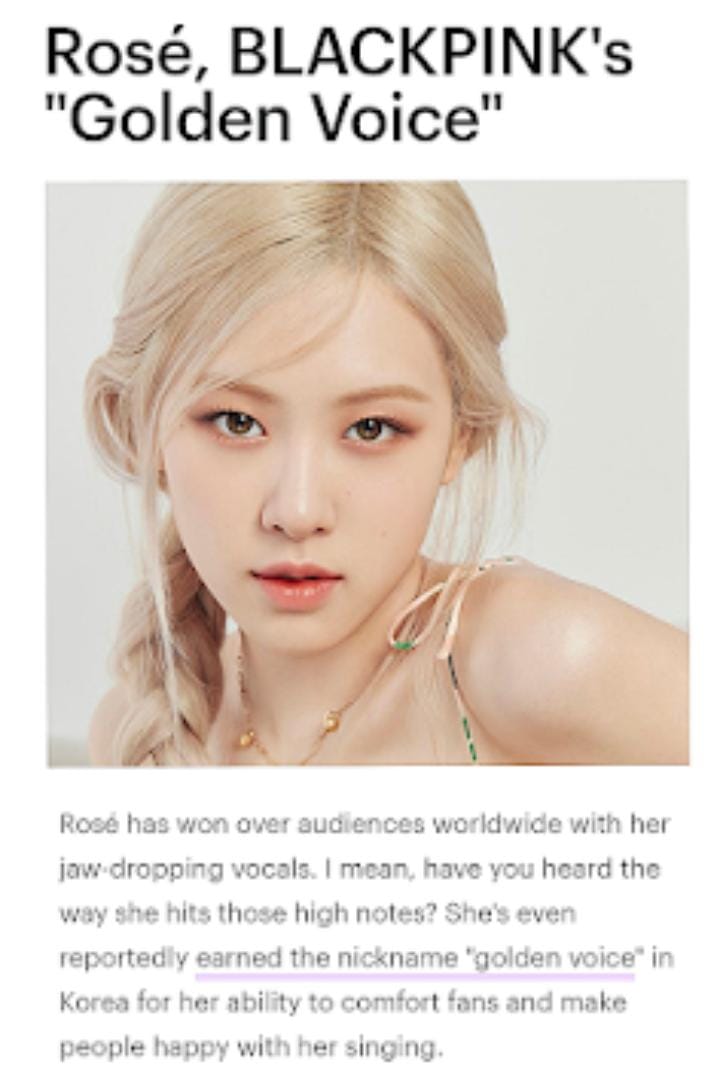 Rosé, BLACKPINK's
"Golden Voice"
Rosé has won over audiences worldwide with her
jaw-dropping vocals. I mean, have you heard the
way she hits those high notes? She's even
reportedly earned the nickname "golden voice" in
Korea for her ability to comfort fans and make
people happy with her singing.